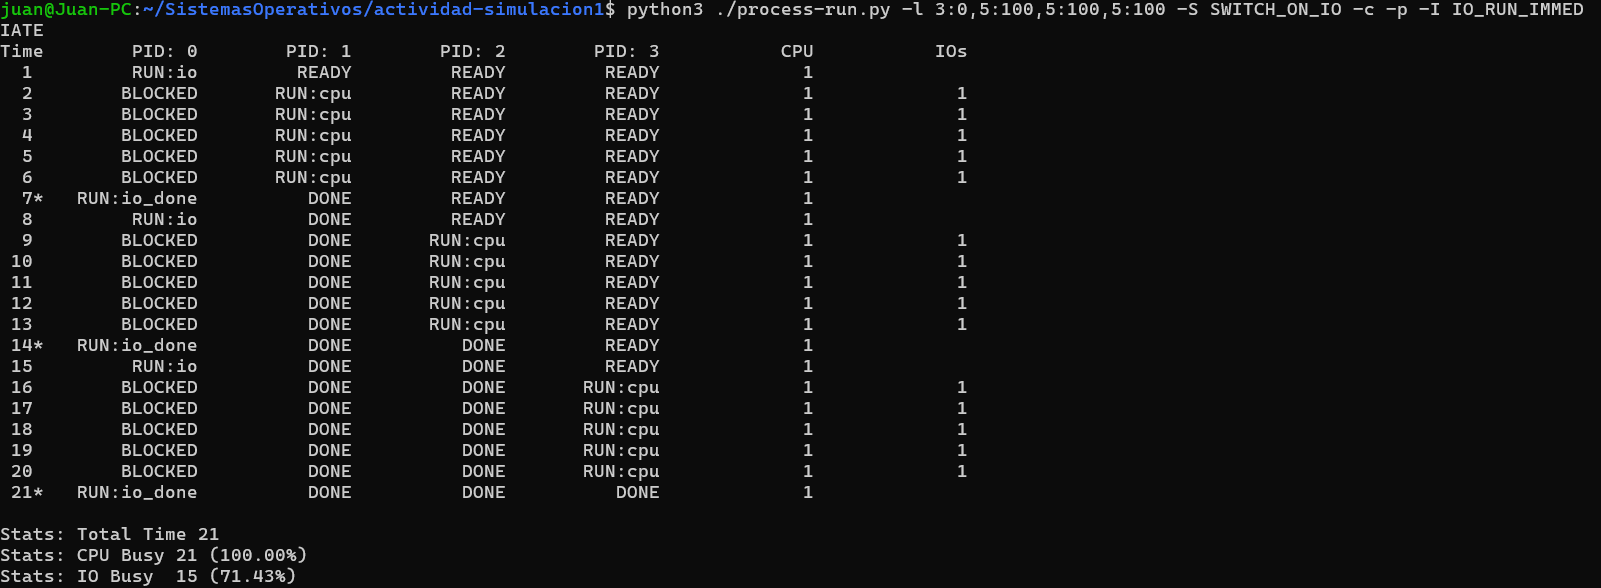 juan@Juan-PC:~/SistemasOperativos/actividad-simulacion1$ python3 ./process-run.py -l 3:0,5:100,5:100,5:100 -S SWITCH_ON_IO -c -p -I IO_RUN_IMMED
IATE
Time        PID: 0        PID: 1        PID: 2        PID: 3           CPU           IOs
  1         RUN:io         READY         READY         READY             1
  2        BLOCKED       RUN:cpu         READY         READY             1             1
  3        BLOCKED       RUN:cpu         READY         READY             1             1
  4        BLOCKED       RUN:cpu         READY         READY             1             1
  5        BLOCKED       RUN:cpu         READY         READY             1             1
  6        BLOCKED       RUN:cpu         READY         READY             1             1
  7*   RUN:io_done          DONE         READY         READY             1
  8         RUN:io          DONE         READY         READY             1
  9        BLOCKED          DONE       RUN:cpu         READY             1             1
 10        BLOCKED          DONE       RUN:cpu         READY             1             1
 11        BLOCKED          DONE       RUN:cpu         READY             1             1
 12        BLOCKED          DONE       RUN:cpu         READY             1             1
 13        BLOCKED          DONE       RUN:cpu         READY             1             1
 14*   RUN:io_done          DONE          DONE         READY             1
 15         RUN:io          DONE          DONE         READY             1
 16        BLOCKED          DONE          DONE       RUN:cpu             1             1
 17        BLOCKED          DONE          DONE       RUN:cpu             1             1
 18        BLOCKED          DONE          DONE       RUN:cpu             1             1
 19        BLOCKED          DONE          DONE       RUN:cpu             1             1
 20        BLOCKED          DONE          DONE       RUN:cpu             1             1
 21*   RUN:io_done          DONE          DONE          DONE             1
Stats: Total Time 21
Stats: CPU Busy 21 (100.00%)
Stats: IO Busy  15 (71.43%)